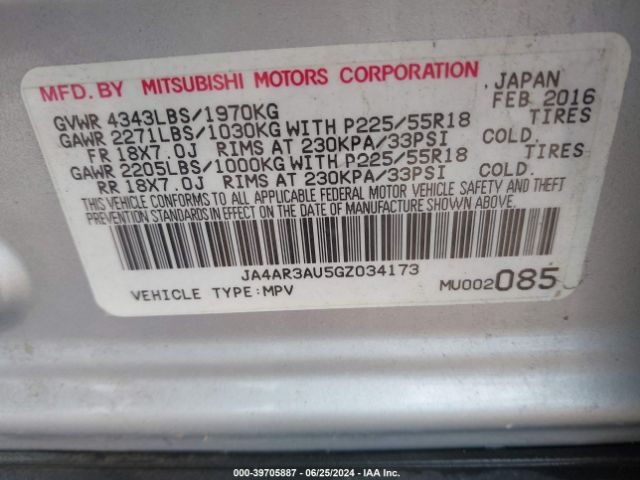 MFD.BY MITSUBISHI MOTORS CORPORATION, JAPAN
GVWR 4343LBS/1970KG FEB 2016
GAWR 2271LBS/1030KG WITH P225/55R18 TIRES
FR 18X7.0J RIMS AT 230KPA/33PSI COLD.
GAWR 2205LBS/1000KG WITH P225/55R18 TIRES
RR 18X7.0J RIMS AT 230KPA/33PSI COLD.
THIS VEHICLE CONFORMS TO ALL APPLICABLE FEDERAL MOTOR VEHICLE SAFETY AND THEFT
PREVENTION STANDARDS IN EFFECT ON THE DATE OF MANUFACTURE SHOWN ABOVE.
JA4AR3AU5GZ034173
VEHICLE TYPE:MPV MU002085
000-39705887 - 06/25/2024 - IAA Inc.